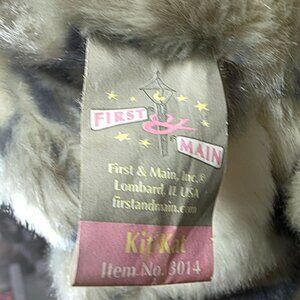 FIRST
&
MAIN
First & Main, Inc.®
Lombard, IL USA
firstandmain.com
Kit Kat
Item No. 3014